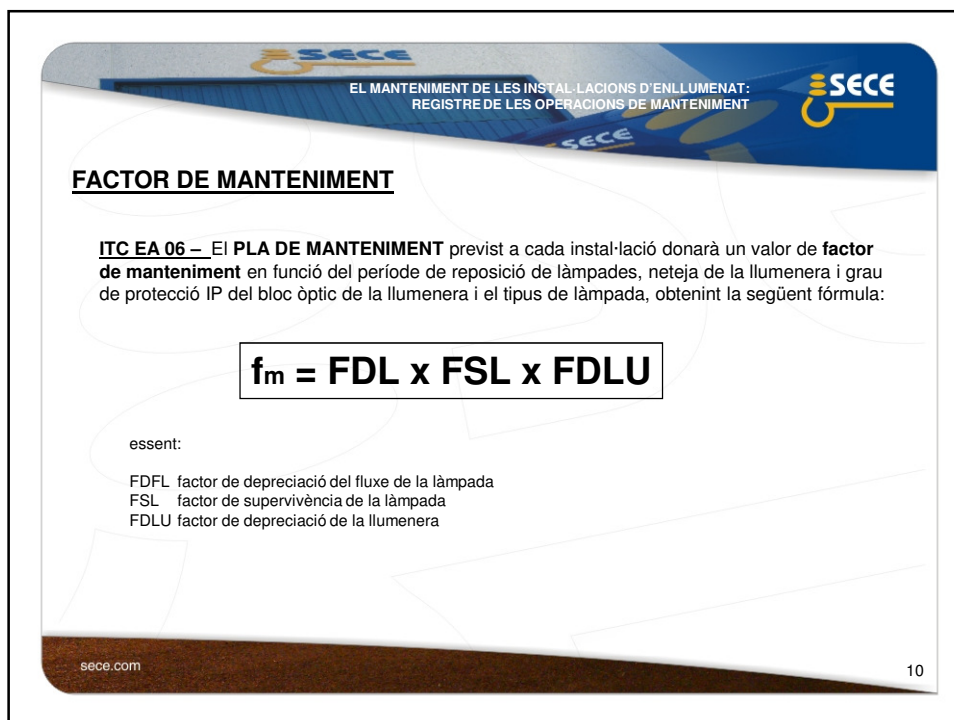 SECE
EL MANTENIMENT DE LES INSTAL·LACIONS D'ENLLUMENAT:
REGISTRE DE LES OPERACIONS DE MANTENIMENT
SECE
SECE
FACTOR DE MANTENIMENT
ITC EA 06 – El PLA DE MANTENIMENT previst a cada instal·lació donarà un valor de factor
de manteniment en funció del període de reposició de làmpades, neteja de la llumenera i grau
de protecció IP del bloc òptic de la llumenera i el tipus de làmpada, obtenint la següent fórmula:
fm = FDL x FSL x FDLU
essent:
FDFL factor de depreciació del fluxe de la làmpada
FSL factor de supervivència de la làmpada
FDLU factor de depreciació de la llumenera
sece.com
10